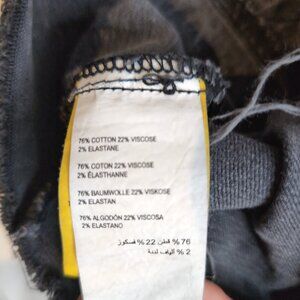 76% COTTON 22% VISCOSE
2% ELASTANE
76% COTON 22% VISCOSE
2% ÉLASTHANNE
76% BAUMWOLLE 22% VISKOSE
2% ELASTAN
76% ALGODÓN 22% VISCOSA
2% ELASTANO
76 % قطن 22 % فسكوز
2 % ألياف لدنة